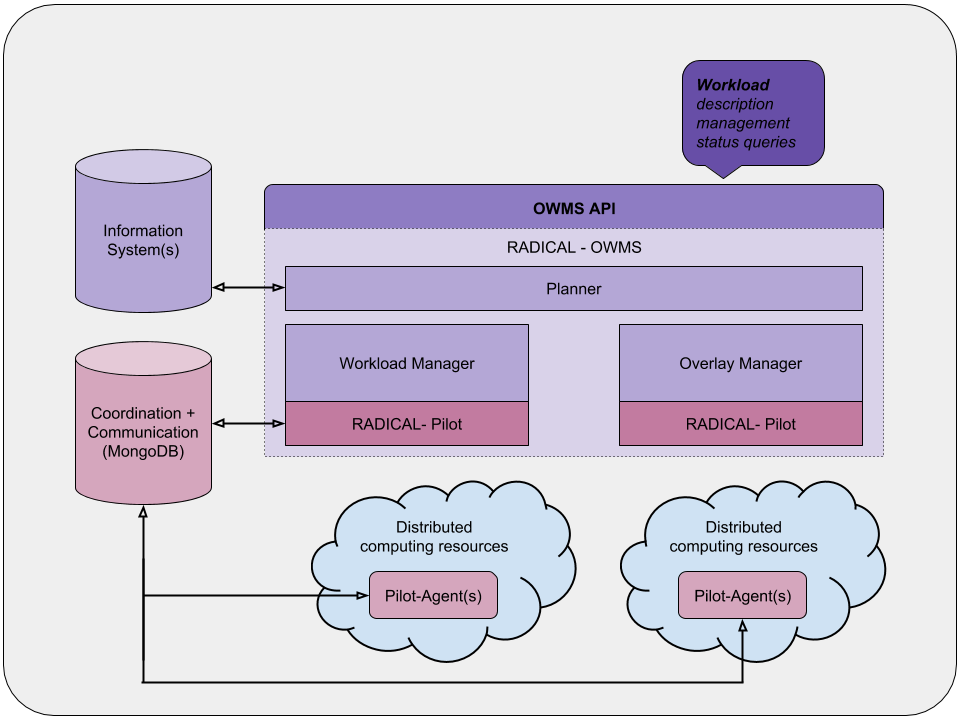 Workload
description
management
status queries
OWMS API
RADICAL - OWMS
Information
System(s)
Planner
Workload Manager
Overlay Manager
Coordination +
Communication
(MongoDB)
RADICAL- Pilot
RADICAL- Pilot
Distributed
computing resources
Pilot-Agent(s)
Distributed
computing resources
Pilot-Agent(s)